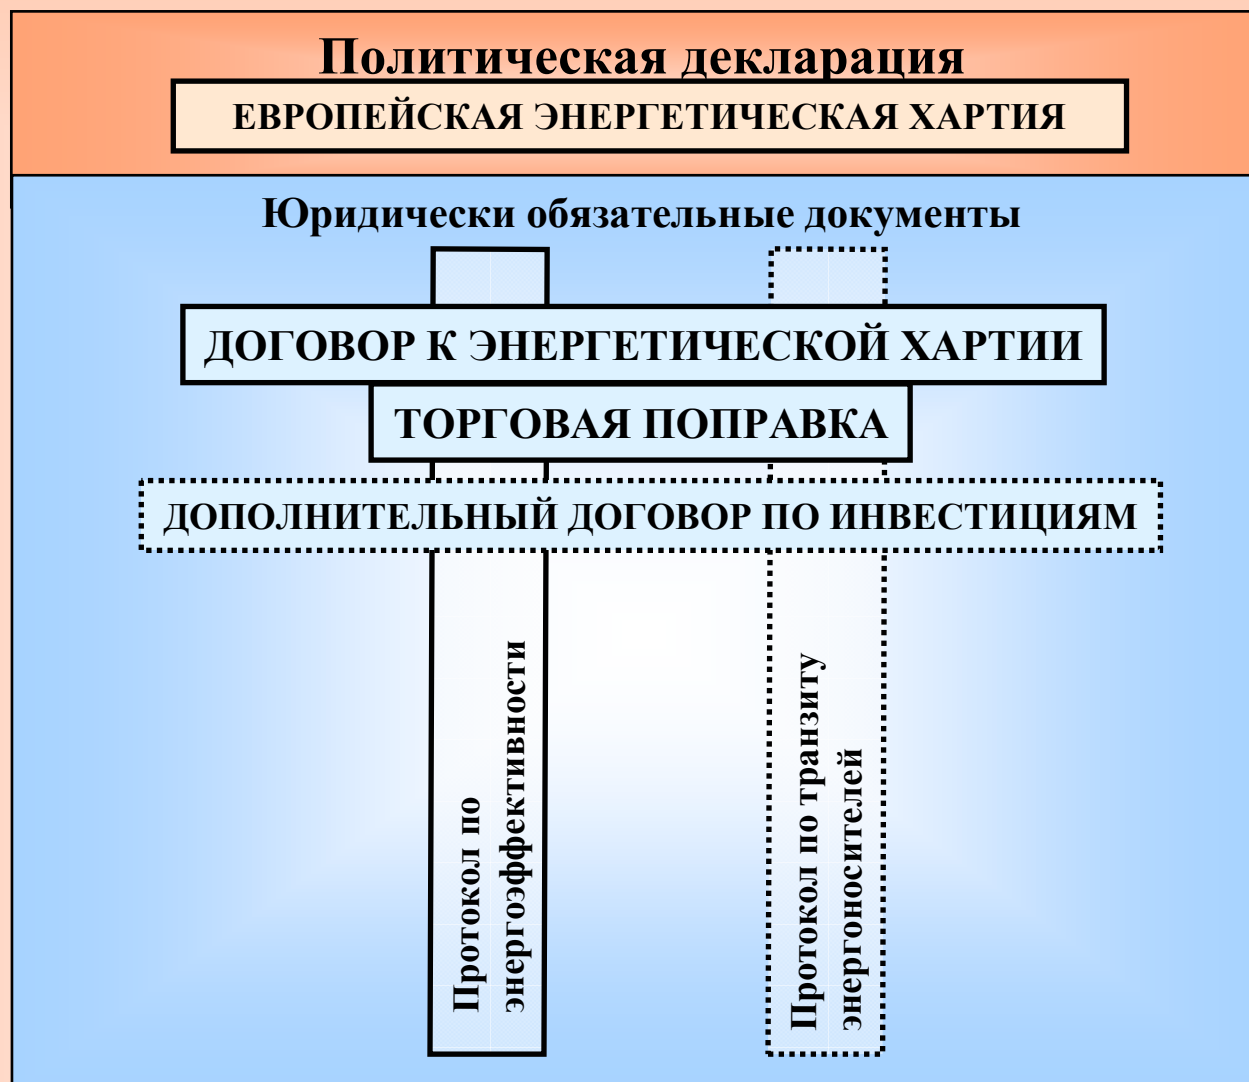 Политическая декларация
ЕВРОПЕЙСКАЯ ЭНЕРГЕТИЧЕСКАЯ ХАРТИЯ
Юридически обязательные документы
ДОГОВОР К ЭНЕРГЕТИЧЕСКОЙ ХАРТИИ
ТОРГОВАЯ ПОПРАВКА
ДОПОЛНИТЕЛЬНЫЙ ДОГОВОР ПО ИНВЕСТИЦИЯМ
Протокол по
энергоэффективности
Протокол по транзиту
энергоносителей